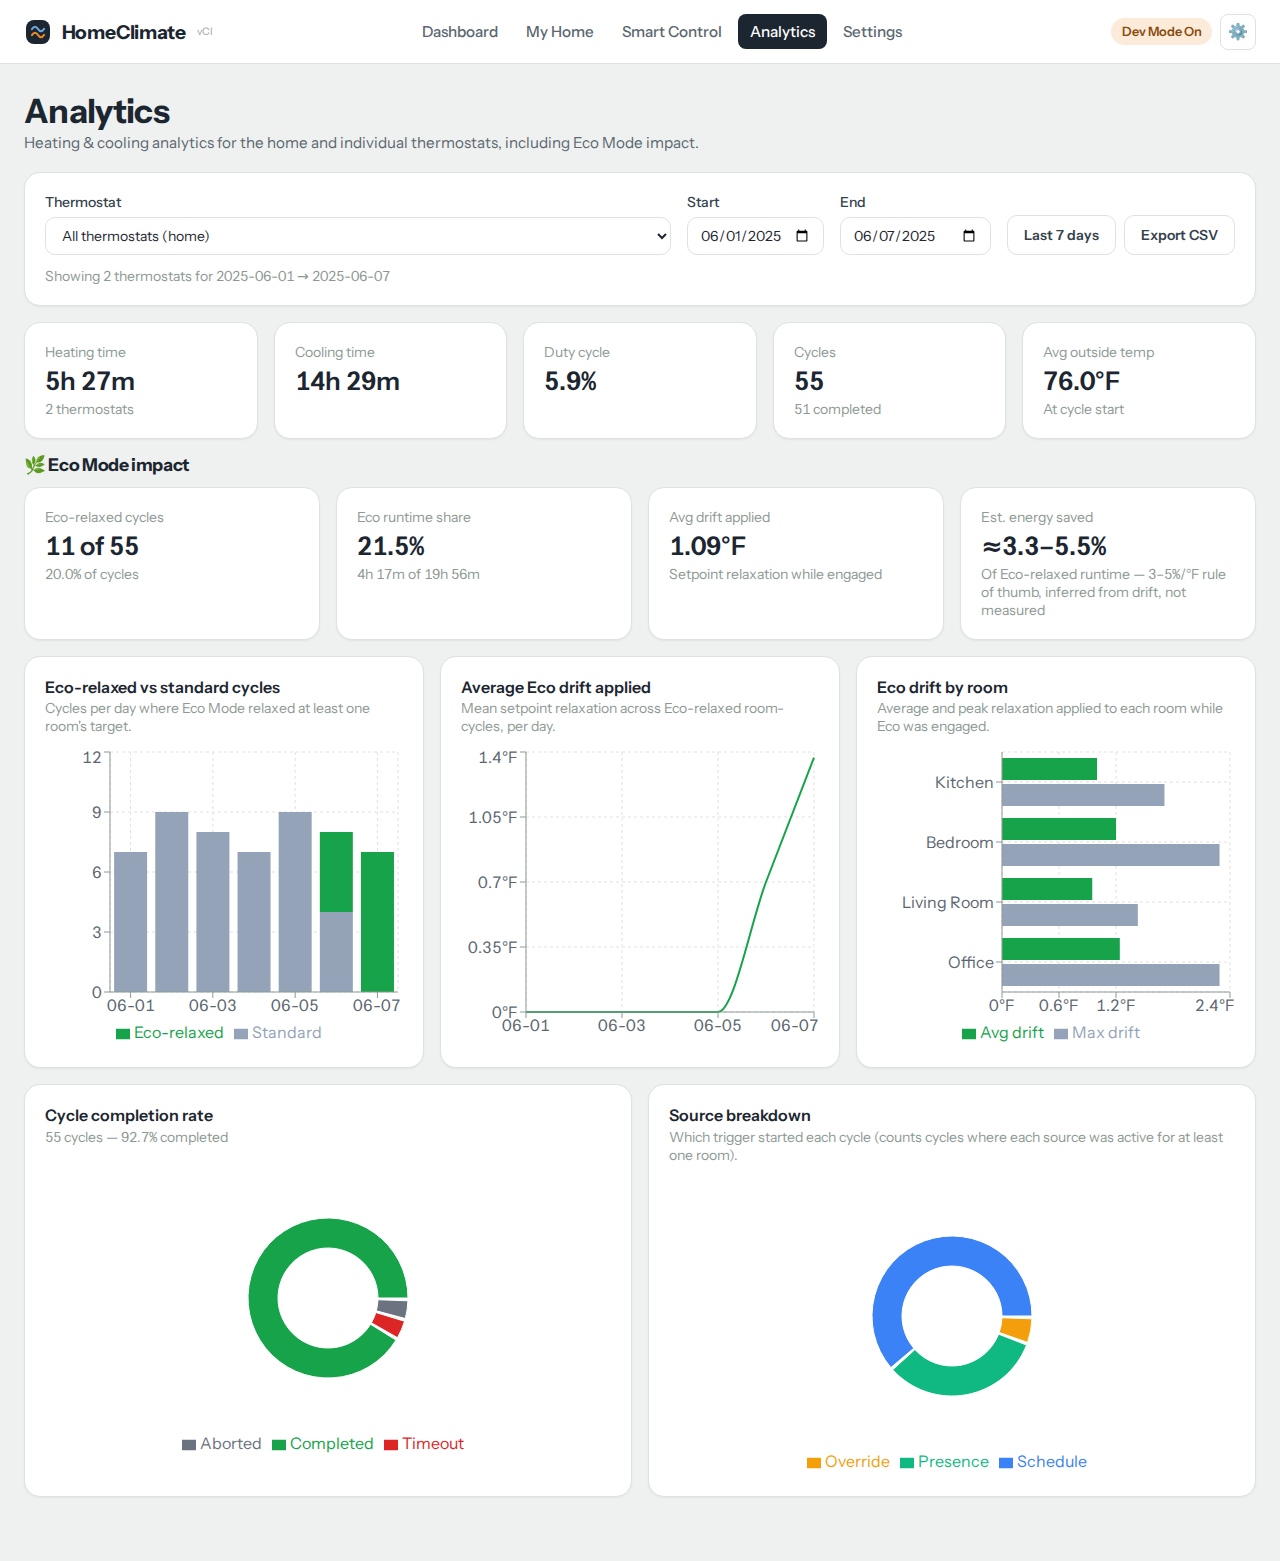 HomeClimate vCI
Dashboard My Home Smart Control Analytics Settings
Dev Mode On
Analytics
Heating & cooling analytics for the home and individual thermostats, including Eco Mode impact.
Thermostat Start End
All thermostats (home) 06/01/2025 06/07/2025 Last 7 days Export CSV
Showing 2 thermostats for 2025-06-01 → 2025-06-07
Heating time
5h 27m
2 thermostats
Cooling time
14h 29m
Duty cycle
5.9%
Cycles
55
51 completed
Avg outside temp
76.0°F
At cycle start
Eco Mode impact
Eco-relaxed cycles
11 of 55
20.0% of cycles
Eco runtime share
21.5%
4h 17m of 19h 56m
Avg drift applied
1.09°F
Setpoint relaxation while engaged
Est. energy saved
≈3.3–5.5%
Of Eco-relaxed runtime — 3–5%/°F rule
of thumb, inferred from drift, not
measured
Eco-relaxed vs standard cycles
Cycles per day where Eco Mode relaxed at least one
room's target.
12
9
6
3
0
06-01 06-03 06-05 06-07
Eco-relaxed Standard
Average Eco drift applied
Mean setpoint relaxation across Eco-relaxed room-
cycles, per day.
1.4°F
1.05°F
0.7°F
0.35°F
0°F
06-01 06-03 06-05 06-07
Eco drift by room
Average and peak relaxation applied to each room while
Eco was engaged.
Kitchen
Bedroom
Living Room
Office
0°F 0.6°F 1.2°F 2.4°F
Avg drift Max drift
Cycle completion rate
55 cycles — 92.7% completed
Aborted Completed Timeout
Source breakdown
Which trigger started each cycle (counts cycles where each source was active for at least
one room).
Override Presence Schedule